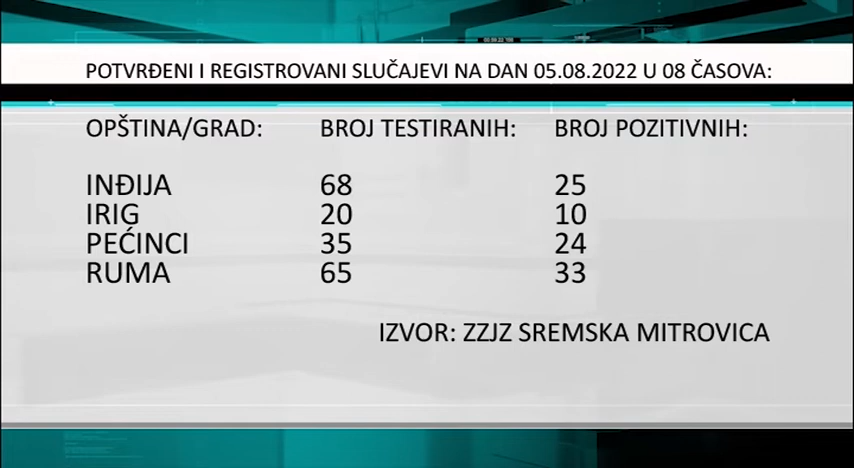 POTVRĐENI I REGISTROVANI SLUČAJEVI NA DAN 05.08.2022 U 08 ČASOVA:
OPŠTINA/GRAD: BROJ TESTIRANIH: BROJ POZITIVNIH:
INĐIJA 68 25
IRIG 20 10
PEĆINCI 35 24
RUMA 65 33
IZVOR: ZZJZ SREMSKA MITROVICA